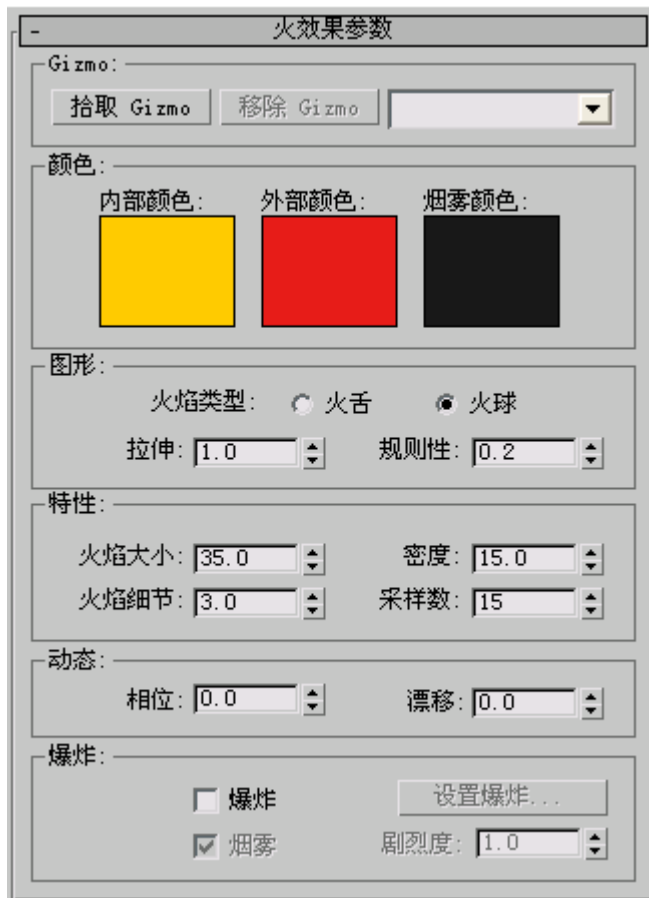 - 火效果参数
Gizmo:
拾取 Gizmo 移除 Gizmo
颜色:
内部颜色: 外部颜色: 烟雾颜色:
图形:
火焰类型: 火舌 火球
拉伸: 1.0 规则性: 0.2
特性:
火焰大小: 35.0 密度: 15.0
火焰细节: 3.0 采样数: 15
动态:
相位: 0.0 漂移: 0.0
爆炸:
爆炸 设置爆炸...
烟雾 剧烈度: 1.0